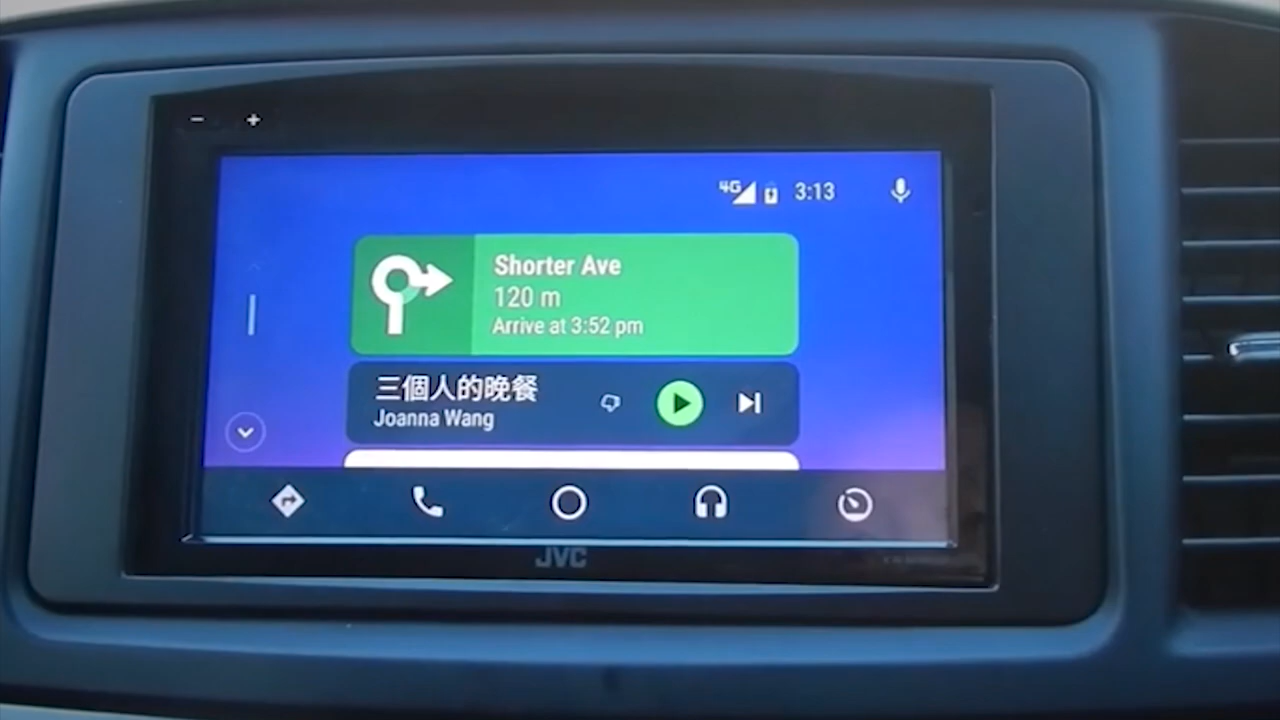 − +
4G 3:13
Shorter Ave
120 m
Arrive at 3:52 pm
三個人的晚餐
Joanna Wang
JVC